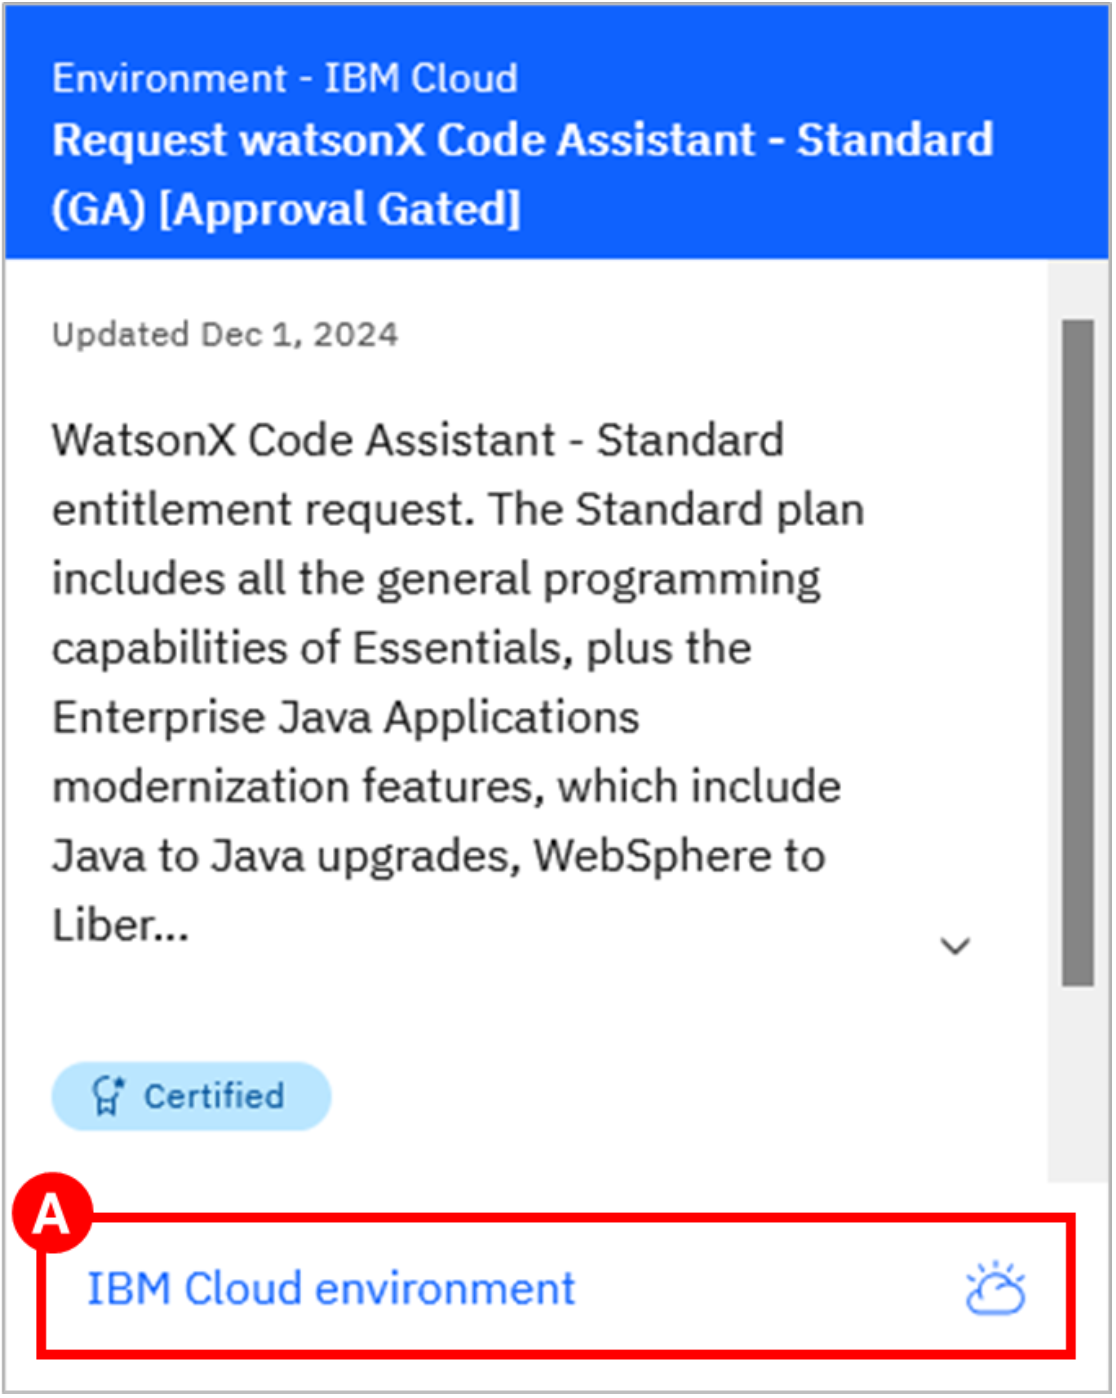 Environment - IBM Cloud
Request watsonX Code Assistant - Standard
(GA) [Approval Gated]
Updated Dec 1, 2024
WatsonX Code Assistant - Standard
entitlement request. The Standard plan
includes all the general programming
capabilities of Essentials, plus the
Enterprise Java Applications
modernization features, which include
Java to Java upgrades, WebSphere to
Liber...
Certified
A
IBM Cloud environment